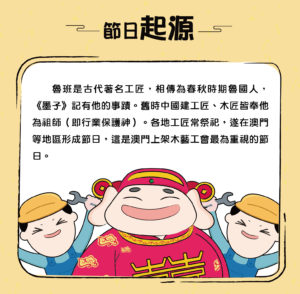 節日起源
魯班是古代著名工匠，相傳為春秋時期魯國人，
《墨子》記有他的事蹟。舊時中國建工匠、木匠皆奉他
為祖師（即行業保護神）。各地工匠常祭祀，遂在澳門
等地區形成節日，這是澳門上架木藝工會最為重視的節
日。